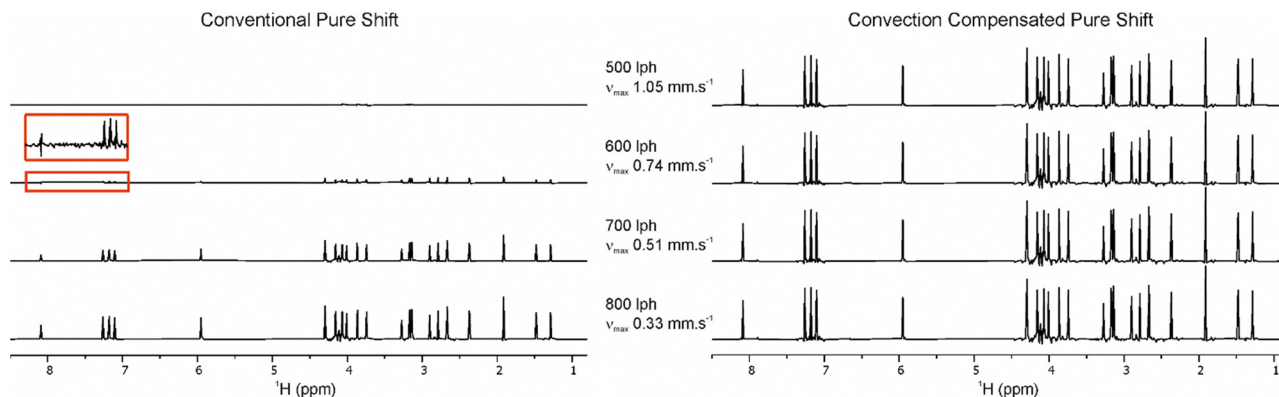 Conventional Pure Shift
Convection Compensated Pure Shift
500 lph
νmax 1.05 mm.s⁻¹
600 lph
νmax 0.74 mm.s⁻¹
700 lph
νmax 0.51 mm.s⁻¹
800 lph
νmax 0.33 mm.s⁻¹
8 7 6 5 4 3 2 1
¹H (ppm)
8 7 6 5 4 3 2 1
¹H (ppm)